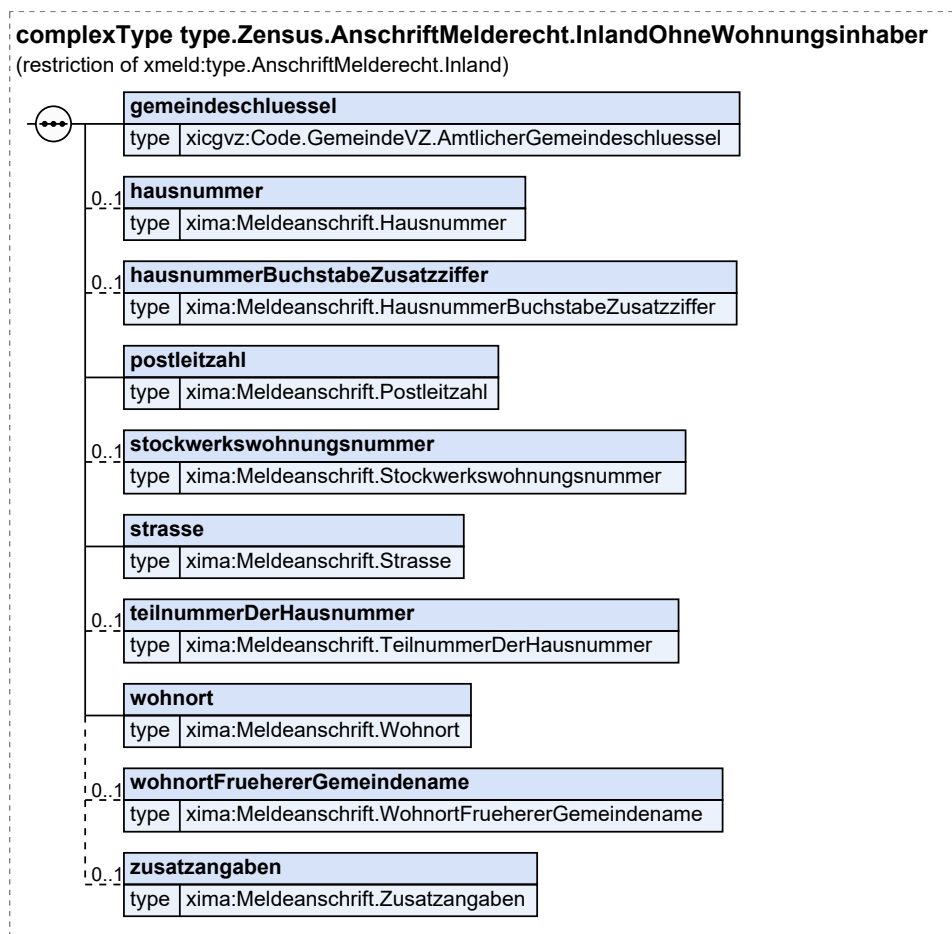 complexType type.Zensus.AnschriftMelderecht.InlandOhneWohnungsinhaber
(restriction of xmeld:type.AnschriftMelderecht.Inland)
gemeindeschluessel
type xicgvz:Code.GemeindeVZ.AmtlicherGemeindeschluessel
0..1 hausnummer
type xima:Meldeanschrift.Hausnummer
0..1 hausnummerBuchstabeZusatzziffer
type xima:Meldeanschrift.HausnummerBuchstabeZusatzziffer
postleitzahl
type xima:Meldeanschrift.Postleitzahl
0..1 stockwerkswohnungsnummer
type xima:Meldeanschrift.Stockwerkswohnungsnummer
strasse
type xima:Meldeanschrift.Strasse
0..1 teilnummerDerHausnummer
type xima:Meldeanschrift.TeilnummerDerHausnummer
wohnort
type xima:Meldeanschrift.Wohnort
0..1 wohnortFruehererGemeindename
type xima:Meldeanschrift.WohnortFruehererGemeindename
0..1 zusatzangaben
type xima:Meldeanschrift.Zusatzangaben